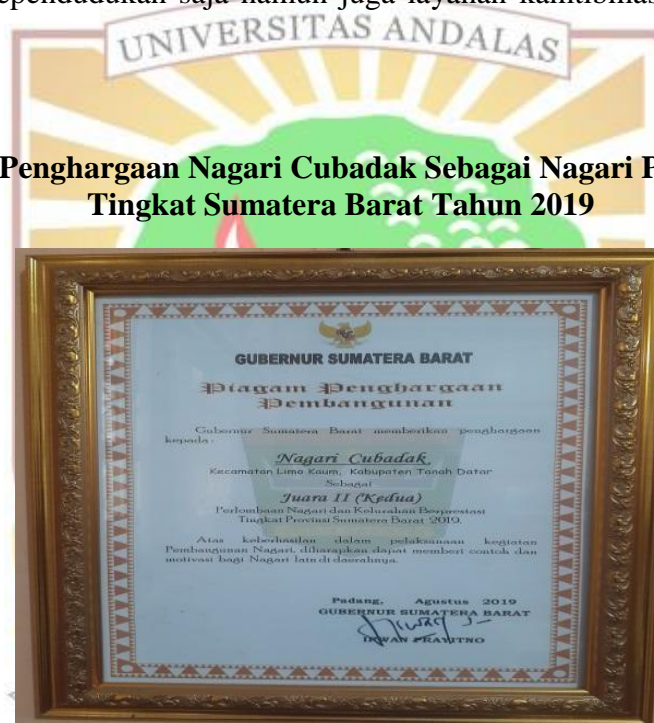 ependudukan saja namun juga layanan kamtibmas
UNIVERSITAS ANDALAS
Penghargaan Nagari Cubadak Sebagai Nagari P
Tingkat Sumatera Barat Tahun 2019
GUBERNUR SUMATERA BARAT
Piagam Penghargaan
Pembangunan
Gubernur Sumatera Barat memberikan penghargaan
kepada :
Nagari Cubadak
Kecamatan Lima Kaum, Kabupaten Tanah Datar
Sebagai
Juara II (Kedua)
Perlombaan Nagari dan Kelurahan Berprestasi
Tingkat Provinsi Sumatera Barat 2019.
Atas keberhasilan dalam pelaksanaan kegiatan
Pembangunan Nagari, diharapkan dapat memberi contoh dan
motivasi bagi Nagari lain di daerahnya.
Padang, Agustus 2019
GUBERNUR SUMATERA BARAT
IRWAN PRAYITNO